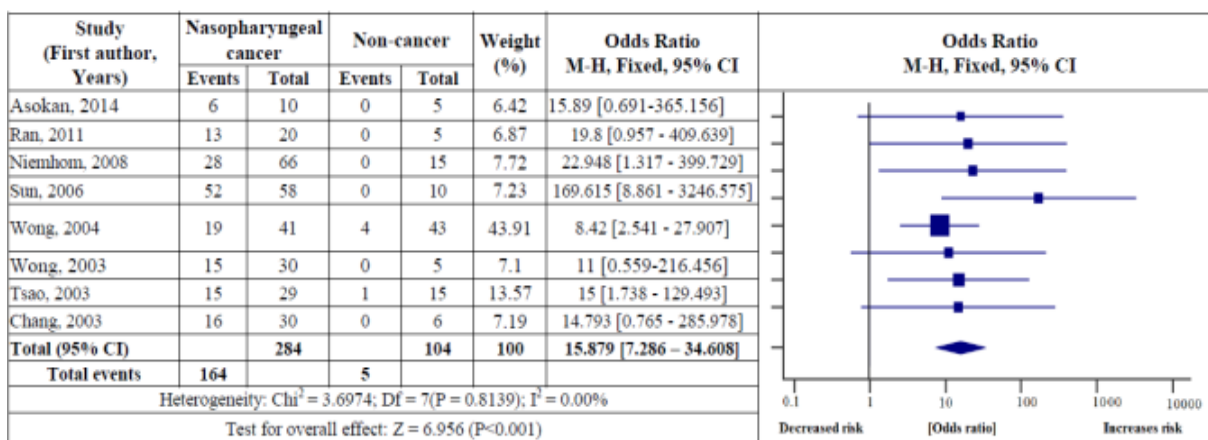 Study (First author, Years) Nasopharyngeal cancer Non-cancer Weight (%) Odds Ratio M-H, Fixed, 95% CI Odds Ratio M-H, Fixed, 95% CI
Events Total Events Total
Asokan, 2014 6 10 0 5 6.42 15.89 [0.691-365.156]
Ran, 2011 13 20 0 5 6.87 19.8 [0.957 - 409.639]
Niemhom, 2008 28 66 0 15 7.72 22.948 [1.317 - 399.729]
Sun, 2006 52 58 0 10 7.23 169.615 [8.861 - 3246.575]
Wong, 2004 19 41 4 43 43.91 8.42 [2.541 - 27.907]
Wong, 2003 15 30 0 5 7.1 11 [0.559-216.456]
Tsao, 2003 15 29 1 15 13.57 15 [1.738 - 129.493]
Chang, 2003 16 30 0 6 7.19 14.793 [0.765 - 285.978]
Total (95% CI) 284 104 100 15.879 [7.286 – 34.608]
Total events 164 5
Heterogeneity: Chi² = 3.6974; Df = 7(P = 0.8139); I² = 0.00%
Test for overall effect: Z = 6.956 (P<0.001)
0.1 1 10 100 1000 10000
Decreased risk [Odds ratio] Increases risk